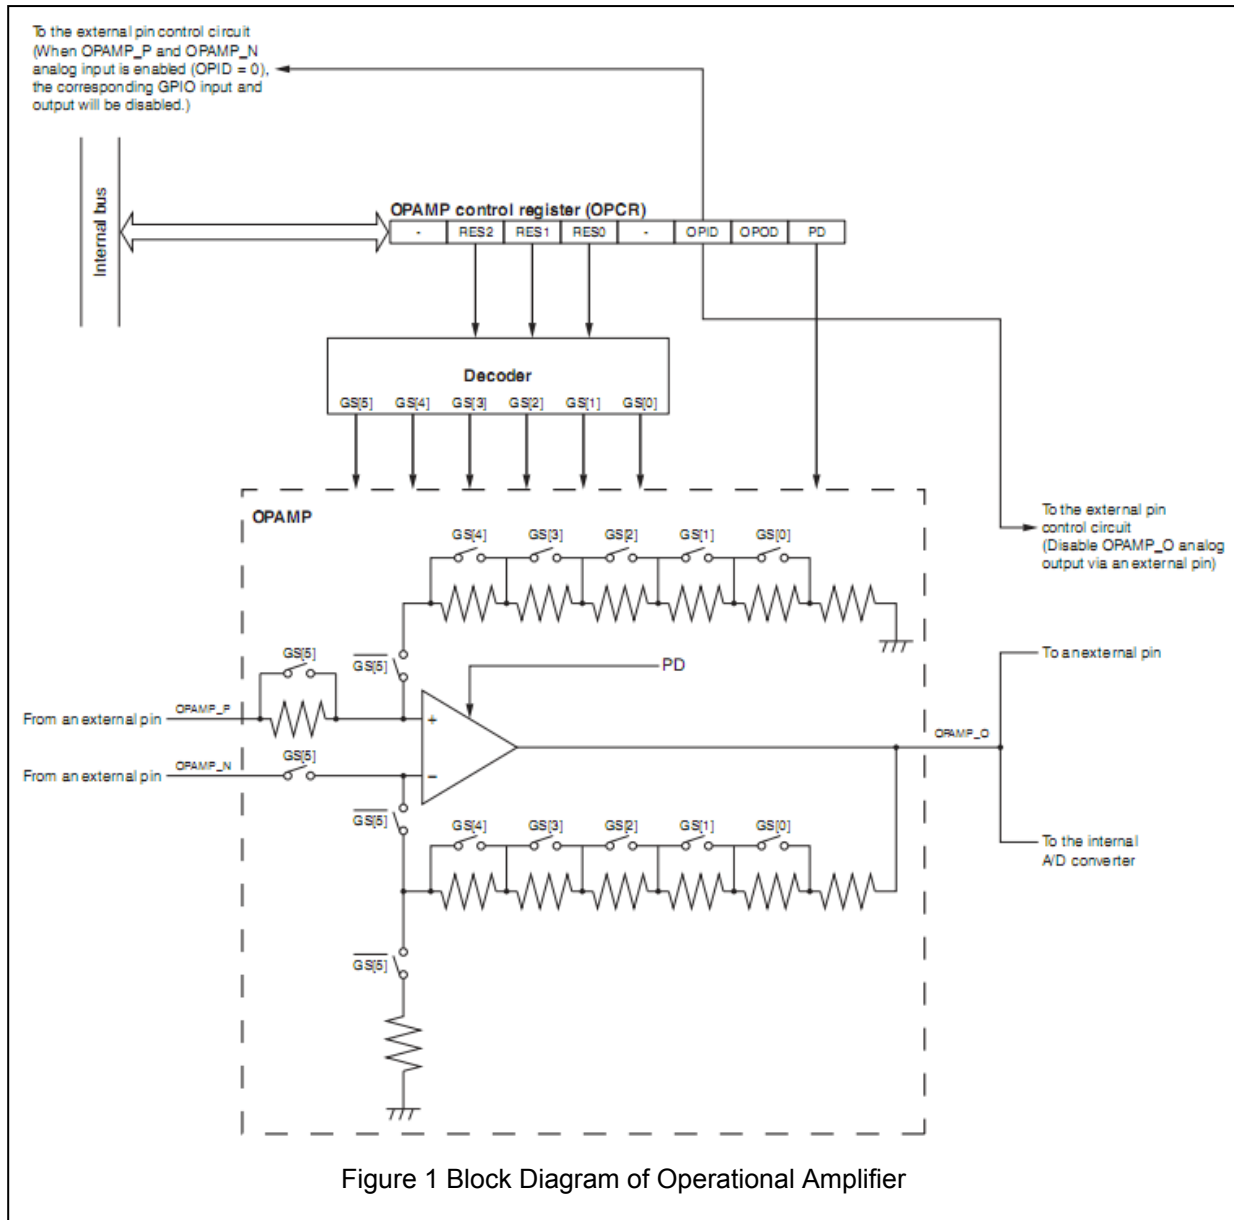 To the external pin control circuit
(When OPAMP_P and OPAMP_N
analog input is enabled (OPID = 0),
the corresponding GPIO input and
output will be disabled.)
Internal bus
OPAMP control register (OPCR)
- RES2 RES1 RES0 - OPID OPOD PD
Decoder
GS[5] GS[4] GS[3] GS[2] GS[1] GS[0]
OPAMP
To the external pin
control circuit
(Disable OPAMP_O analog
output via an external pin)
GS[4] GS[3] GS[2] GS[1] GS[0]
GS[5]
GS[5]
PD
To an external pin
From an external pin
OPAMP_P
+
OPAMP_O
From an external pin
OPAMP_N
GS[5]
-
GS[5]
GS[4] GS[3] GS[2] GS[1] GS[0]
To the internal
A/D converter
GS[5]
Figure 1 Block Diagram of Operational Amplifier